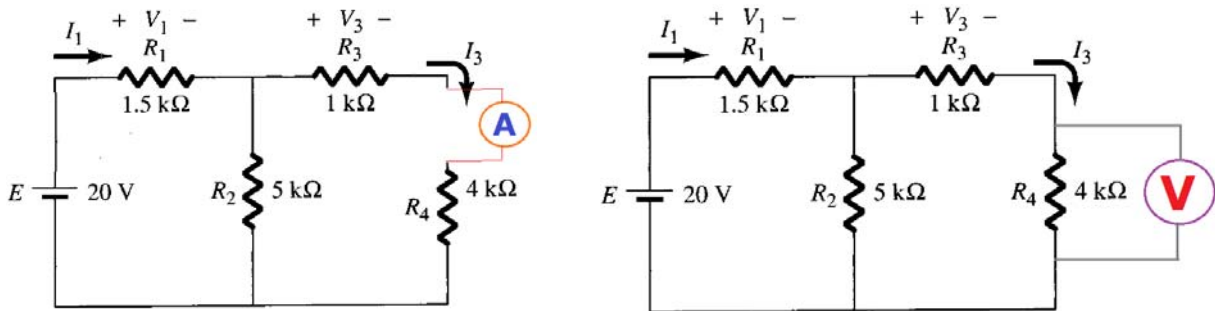 + V₁ −
+ V₃ −
I₁
R₁
R₃
I₃
1.5 kΩ
1 kΩ
A
E
20 V
R₂
5 kΩ
R₄
4 kΩ
+ V₁ −
+ V₃ −
I₁
R₁
R₃
I₃
1.5 kΩ
1 kΩ
E
20 V
R₂
5 kΩ
R₄
4 kΩ
V